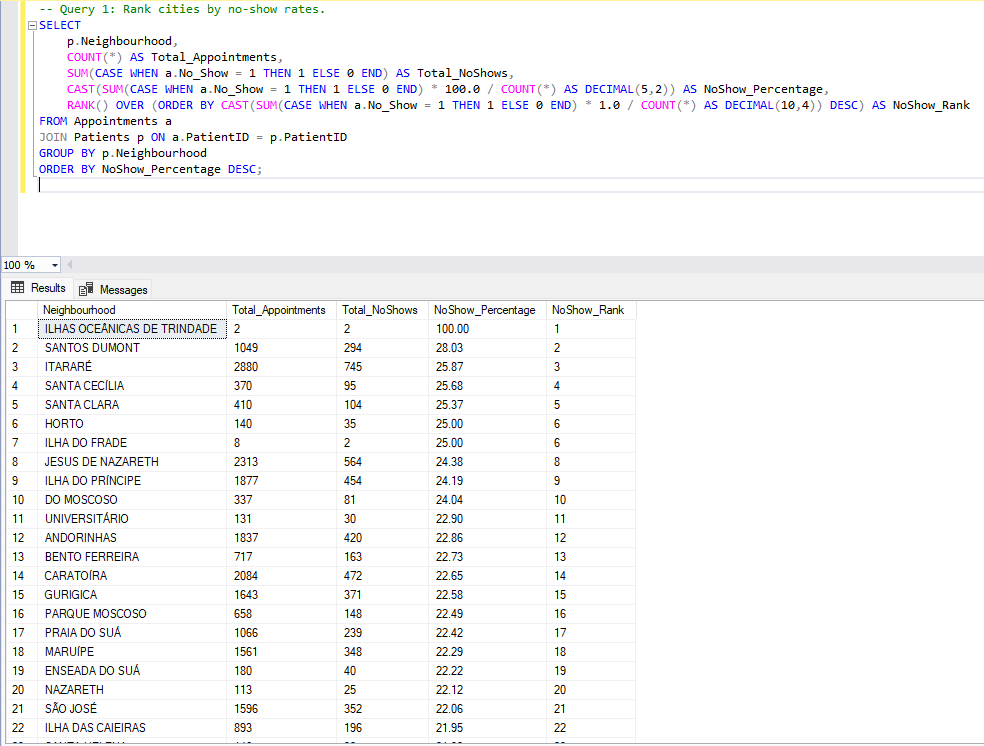 -- Query 1: Rank cities by no-show rates.
SELECT
p.Neighbourhood,
COUNT(*) AS Total_Appointments,
SUM(CASE WHEN a.No_Show = 1 THEN 1 ELSE 0 END) AS Total_NoShows,
CAST(SUM(CASE WHEN a.No_Show = 1 THEN 1 ELSE 0 END) * 100.0 / COUNT(*) AS DECIMAL(5,2)) AS NoShow_Percentage,
RANK() OVER (ORDER BY CAST(SUM(CASE WHEN a.No_Show = 1 THEN 1 ELSE 0 END) * 1.0 / COUNT(*) AS DECIMAL(10,4)) DESC) AS NoShow_Rank
FROM Appointments a
JOIN Patients p ON a.PatientID = p.PatientID
GROUP BY p.Neighbourhood
ORDER BY NoShow_Percentage DESC;
100 %
Results Messages
Neighbourhood Total_Appointments Total_NoShows NoShow_Percentage NoShow_Rank
1 ILHAS OCEÂNICAS DE TRINDADE 2 2 100.00 1
2 SANTOS DUMONT 1049 294 28.03 2
3 ITARARÉ 2880 745 25.87 3
4 SANTA CECÍLIA 370 95 25.68 4
5 SANTA CLARA 410 104 25.37 5
6 HORTO 140 35 25.00 6
7 ILHA DO FRADE 8 2 25.00 6
8 JESUS DE NAZARETH 2313 564 24.38 8
9 ILHA DO PRÍNCIPE 1877 454 24.19 9
10 DO MOSCOSO 337 81 24.04 10
11 UNIVERSITÁRIO 131 30 22.90 11
12 ANDORINHAS 1837 420 22.86 12
13 BENTO FERREIRA 717 163 22.73 13
14 CARATOÍRA 2084 472 22.65 14
15 GURIGICA 1643 371 22.58 15
16 PARQUE MOSCOSO 658 148 22.49 16
17 PRAIA DO SUÁ 1066 239 22.42 17
18 MARUÍPE 1561 348 22.29 18
19 ENSEADA DO SUÁ 180 40 22.22 19
20 NAZARETH 113 25 22.12 20
21 SÃO JOSÉ 1596 352 22.06 21
22 ILHA DAS CAIEIRAS 893 196 21.95 22